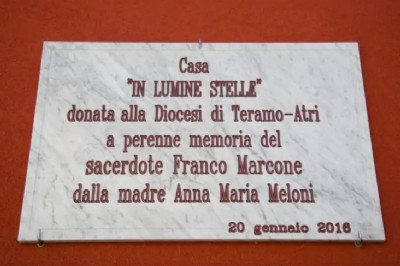 Casa
"IN LUMINE STELLE"
donata alla Diocesi di Teramo-Atri
a perenne memoria del
sacerdote Franco Marcone
dalla madre Anna Maria Meloni
20 gennaio 2016